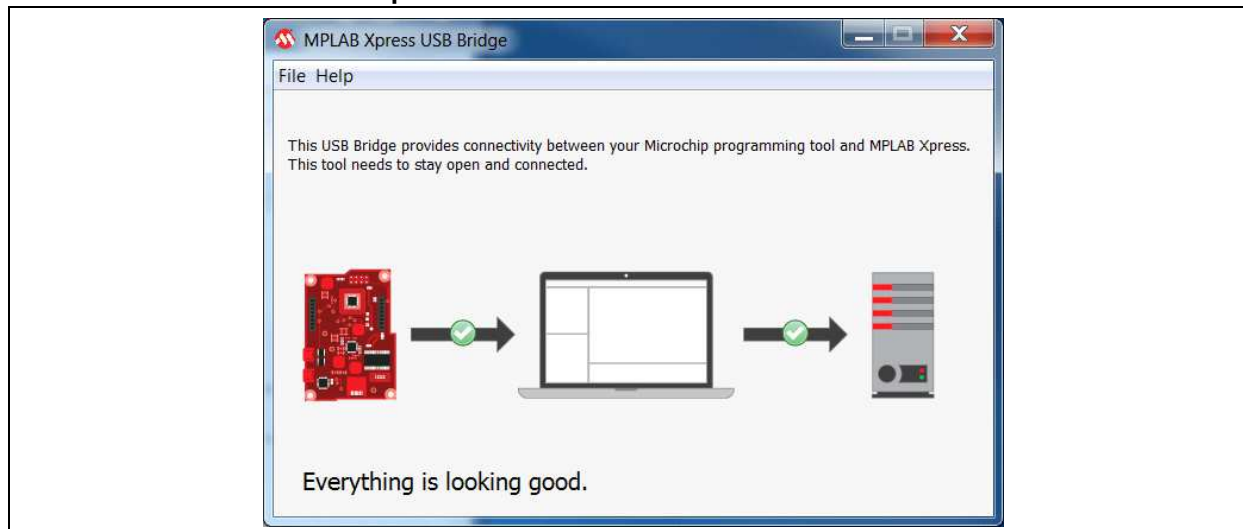 MPLAB Xpress USB Bridge
File Help
This USB Bridge provides connectivity between your Microchip programming tool and MPLAB Xpress.
This tool needs to stay open and connected.
Everything is looking good.